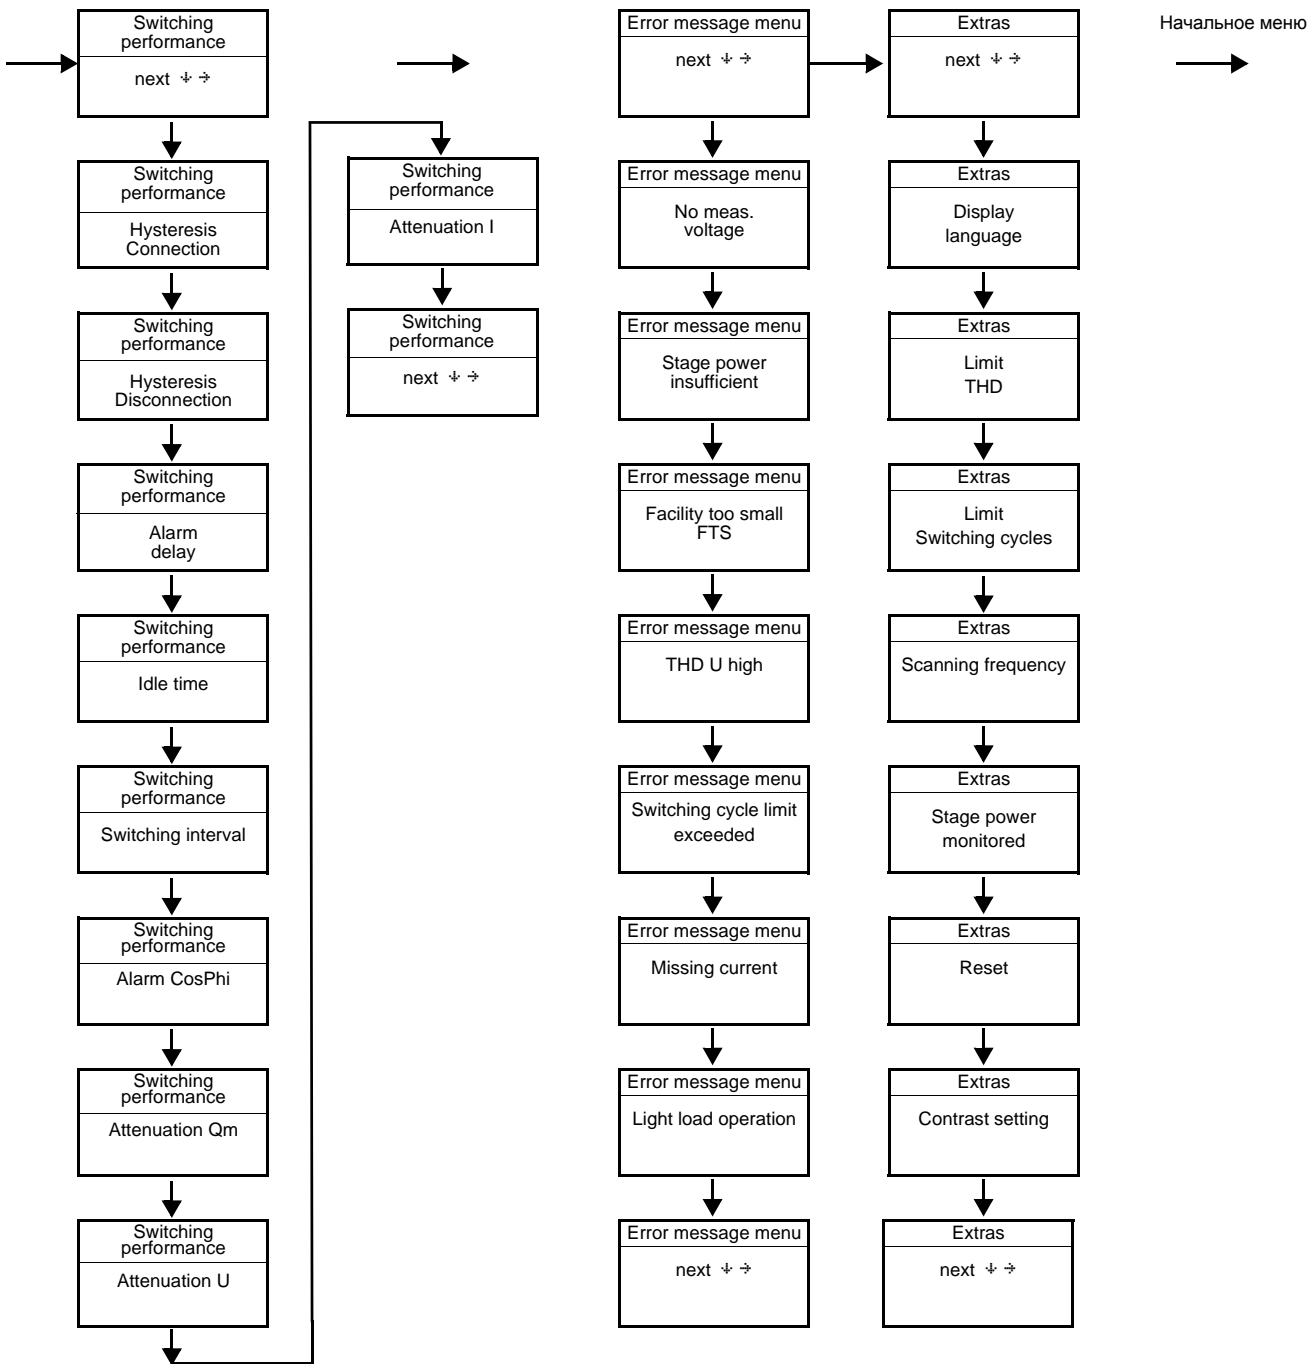 Switching
performance
next ↓ →
Switching
performance
Hysteresis
Connection
Switching
performance
Hysteresis
Disconnection
Switching
performance
Alarm
delay
Switching
performance
Idle time
Switching
performance
Switching interval
Switching
performance
Alarm CosPhi
Switching
performance
Attenuation Qm
Switching
performance
Attenuation U
Switching
performance
Attenuation I
Switching
performance
next ↓ →
Error message menu
next ↓ →
Error message menu
No meas.
voltage
Error message menu
Stage power
insufficient
Error message menu
Facility too small
FTS
Error message menu
THD U high
Error message menu
Switching cycle limit
exceeded
Error message menu
Missing current
Error message menu
Light load operation
Error message menu
next ↓ →
Extras
next ↓ →
Extras
Display
language
Extras
Limit
THD
Extras
Limit
Switching cycles
Extras
Scanning frequency
Extras
Stage power
monitored
Extras
Reset
Extras
Contrast setting
Extras
next ↓ →
Начальное меню